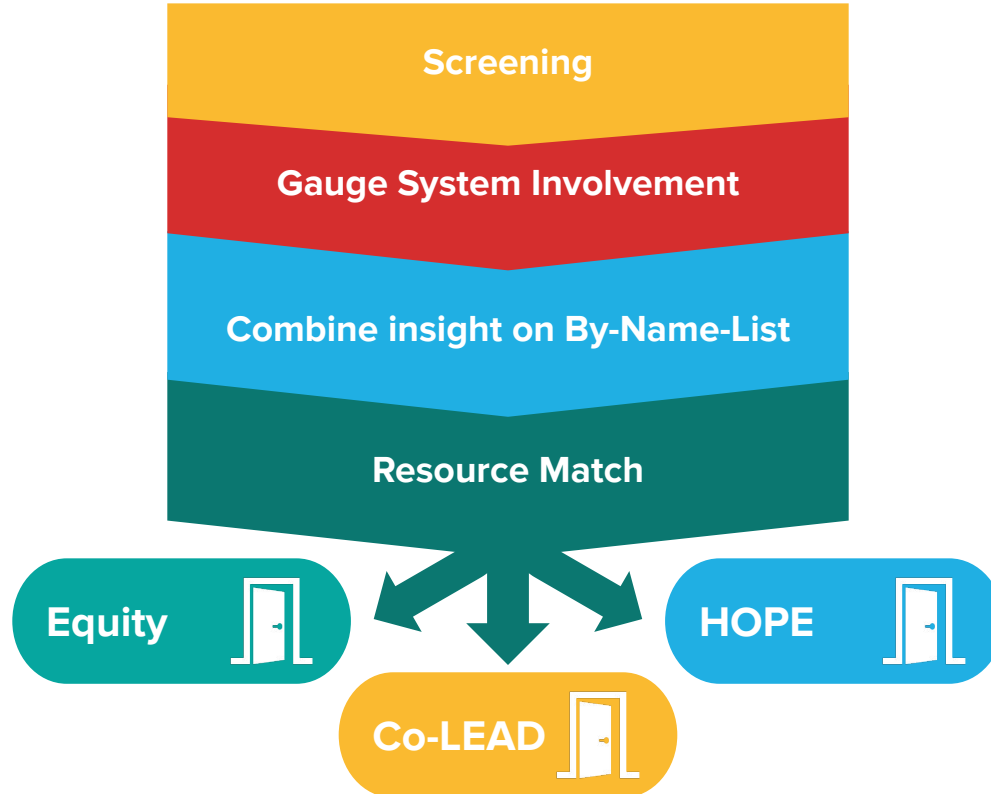 Screening
Gauge System Involvement
Combine insight on By-Name-List
Resource Match
Equity
HOPE
Co-LEAD